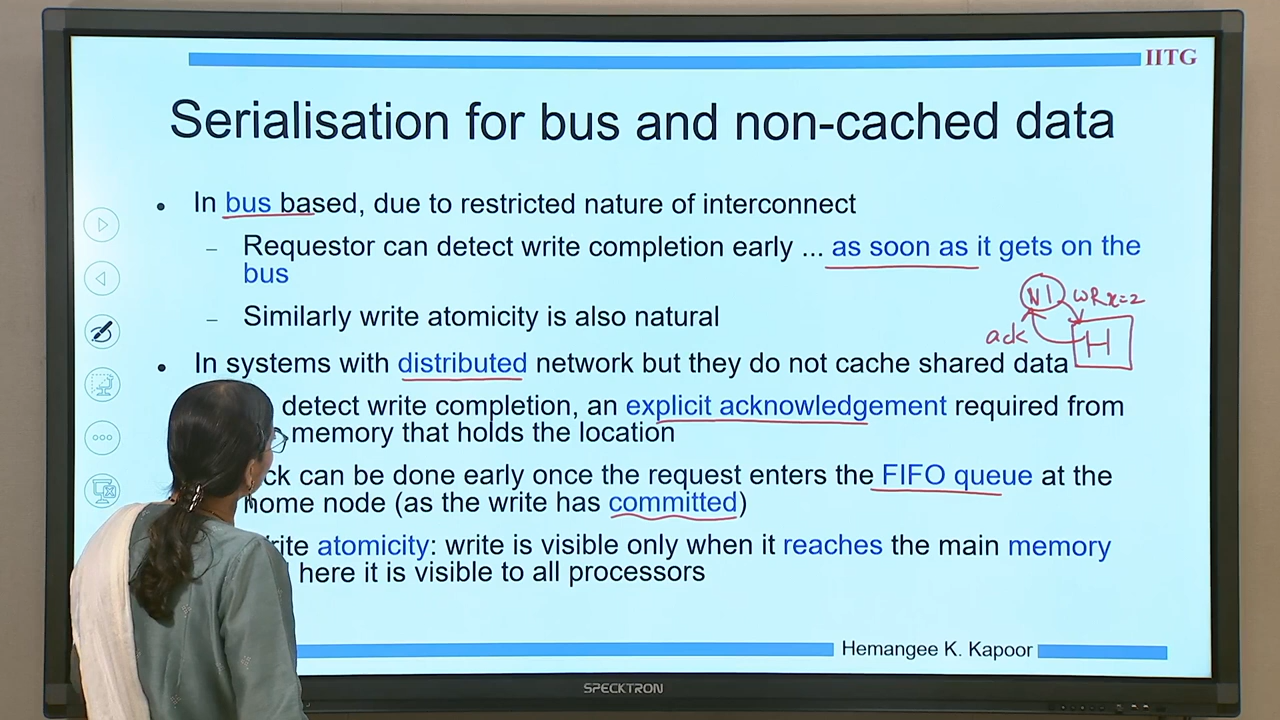 IITG
Serialisation for bus and non-cached data
• In bus based, due to restricted nature of interconnect
– Requestor can detect write completion early ... as soon as it gets on the
bus
– Similarly write atomicity is also natural
N1 WR x=2
ack H
• In systems with distributed network but they do not cache shared data
detect write completion, an explicit acknowledgement required from
memory that holds the location
can be done early once the request enters the FIFO queue at the
home node (as the write has committed)
atomicity: write is visible only when it reaches the main memory
here it is visible to all processors
Hemangee K. Kapoor
SPECKTRON